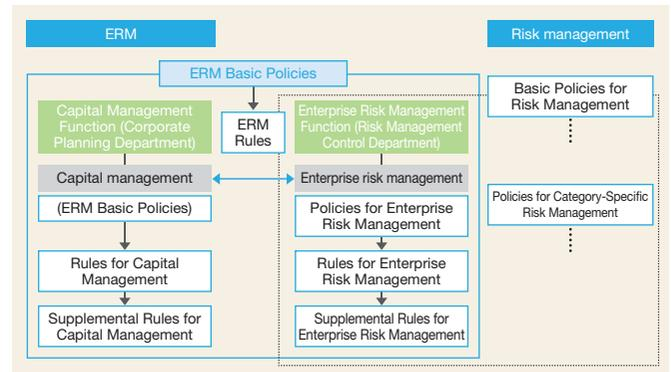 ERM
Risk management
ERM Basic Policies
Basic Policies for
Risk Management
Capital Management
Function (Corporate
Planning Department)
ERM
Rules
Enterprise Risk Management
Function (Risk Management
Control Department)
Capital management
Enterprise risk management
(ERM Basic Policies)
Policies for Enterprise
Risk Management
Policies for Category-Specific
Risk Management
Rules for Capital
Management
Rules for Enterprise
Risk Management
Supplemental Rules for
Capital Management
Supplemental Rules for
Enterprise Risk Management